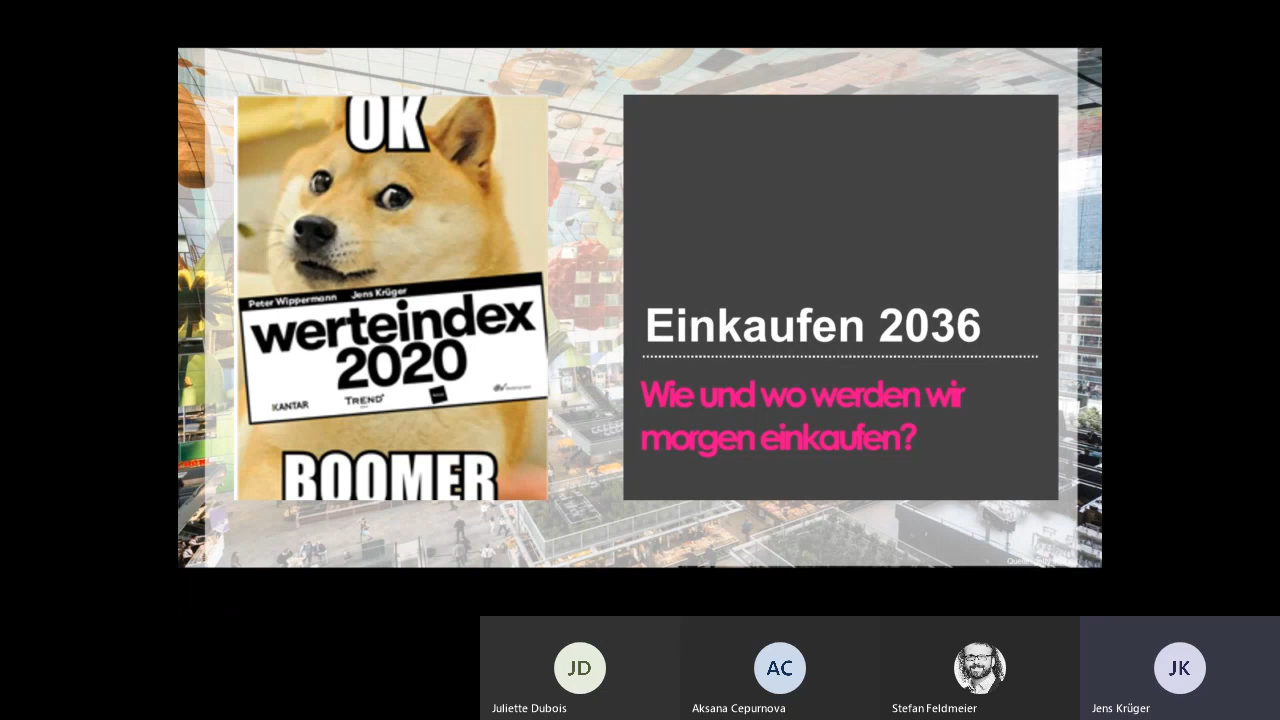 OK
Peter Wippermann Jens Krüger
werteindex
2020
KANTAR TREND
BOOMER
Einkaufen 2036
Wie und wo werden wir
morgen einkaufen?
JD
AC
JK
Juliette Dubois
Aksana Cepurnova
Stefan Feldmeier
Jens Krüger